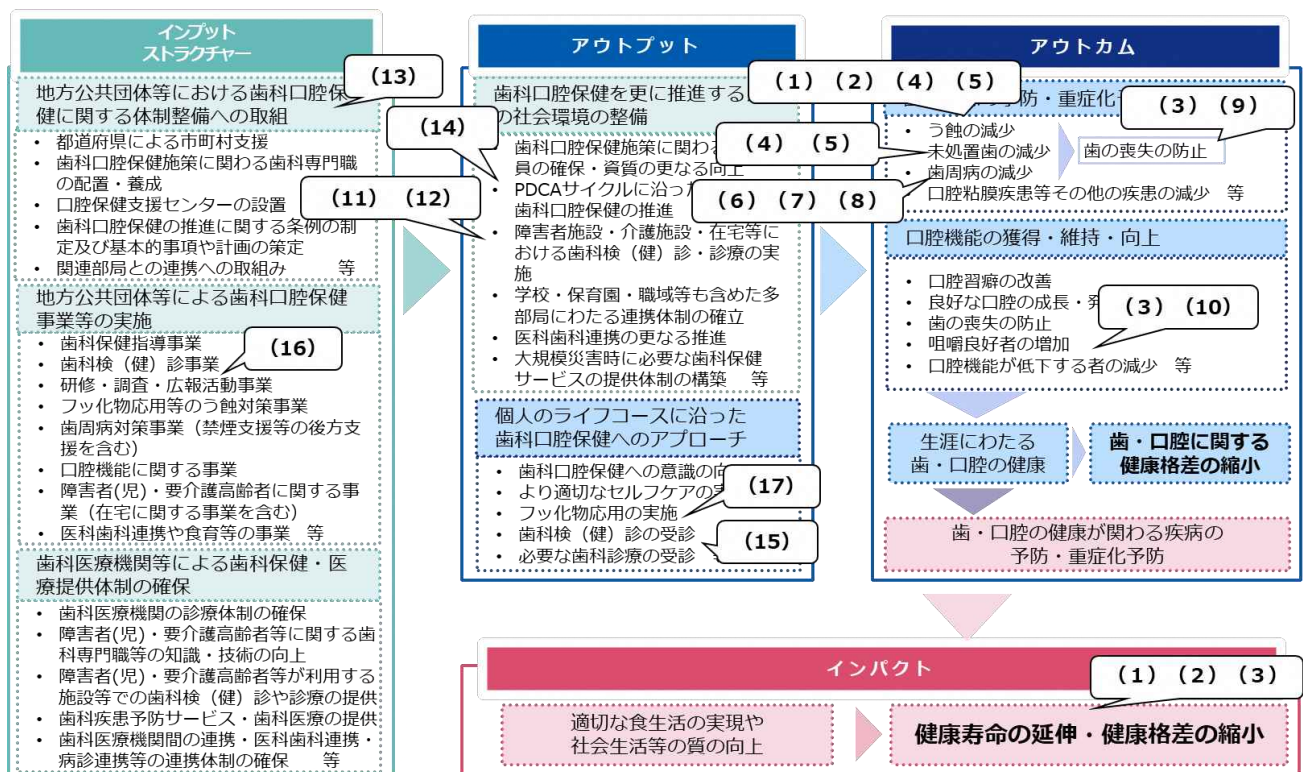 インプット
ストラクチャー
(13)
地方公共団体等における歯科口腔保
健に関する体制整備への取組
• 都道府県による市町村支援
• 歯科口腔保健施策に関わる歯科専門職
の配置・養成
• 口腔保健支援センターの設置
• 歯科口腔保健の推進に関する条例の制
定及び基本的事項や計画の策定
• 関連部局との連携への取組み 等
地方公共団体等による歯科口腔保健
事業等の実施
• 歯科保健指導事業
• 歯科検（健）診事業
(16)
• 研修・調査・広報活動事業
• フッ化物応用等のう蝕対策事業
• 歯周病対策事業（禁煙支援等の後方支
援を含む）
• 口腔機能に関する事業
• 障害者(児)・要介護高齢者に関する事
業（在宅に関する事業を含む）
• 医科歯科連携や食育等の事業 等
歯科医療機関等による歯科保健・医
療提供体制の確保
• 歯科医療機関の診療体制の確保
• 障害者(児)・要介護高齢者等に関する歯
科専門職等の知識・技術の向上
• 障害者(児)・要介護高齢者等が利用する
施設等での歯科検（健）診や診療の提供
• 歯科疾患予防サービス・歯科医療の提供
• 歯科医療機関間の連携・医科歯科連携・
病診連携等の連携体制の確保 等
アウトプット
歯科口腔保健を更に推進する
の社会環境の整備
(14)
歯科口腔保健施策に関わる
員の確保・資質の更なる向上
• PDCAサイクルに沿った
歯科口腔保健の推進
(11) (12)
• 障害者施設・介護施設・在宅等に
おける歯科検（健）診・診療の実
施
• 学校・保育園・職域等も含めた多
部局にわたる連携体制の確立
• 医科歯科連携の更なる推進
• 大規模災害時に必要な歯科保健
サービスの提供体制の構築 等
個人のライフコースに沿った
歯科口腔保健へのアプローチ
• 歯科口腔保健への意識の向
• より適切なセルフケアの
(17)
• フッ化物応用の実施
• 歯科検（健）診の受診
(15)
• 必要な歯科診療の受診
アウトカム
(1) (2) (4) (5)
防・重症化
(3) (9)
• う蝕の減少
(4) (5)
未処置歯の減少
歯の喪失の防止
• 歯周病の減少
(6) (7) (8)
口腔粘膜疾患等その他の疾患の減少 等
口腔機能の獲得・維持・向上
• 口腔習癖の改善
• 良好な口腔の成長・発
(3) (10)
• 歯の喪失の防止
• 咀嚼良好者の増加
• 口腔機能が低下する者の減少 等
生涯にわたる
歯・口腔の健康
歯・口腔に関する
健康格差の縮小
歯・口腔の健康が関わる疾病の
予防・重症化予防
インパクト
(1) (2) (3)
適切な食生活の実現や
社会生活等の質の向上
健康寿命の延伸・健康格差の縮小